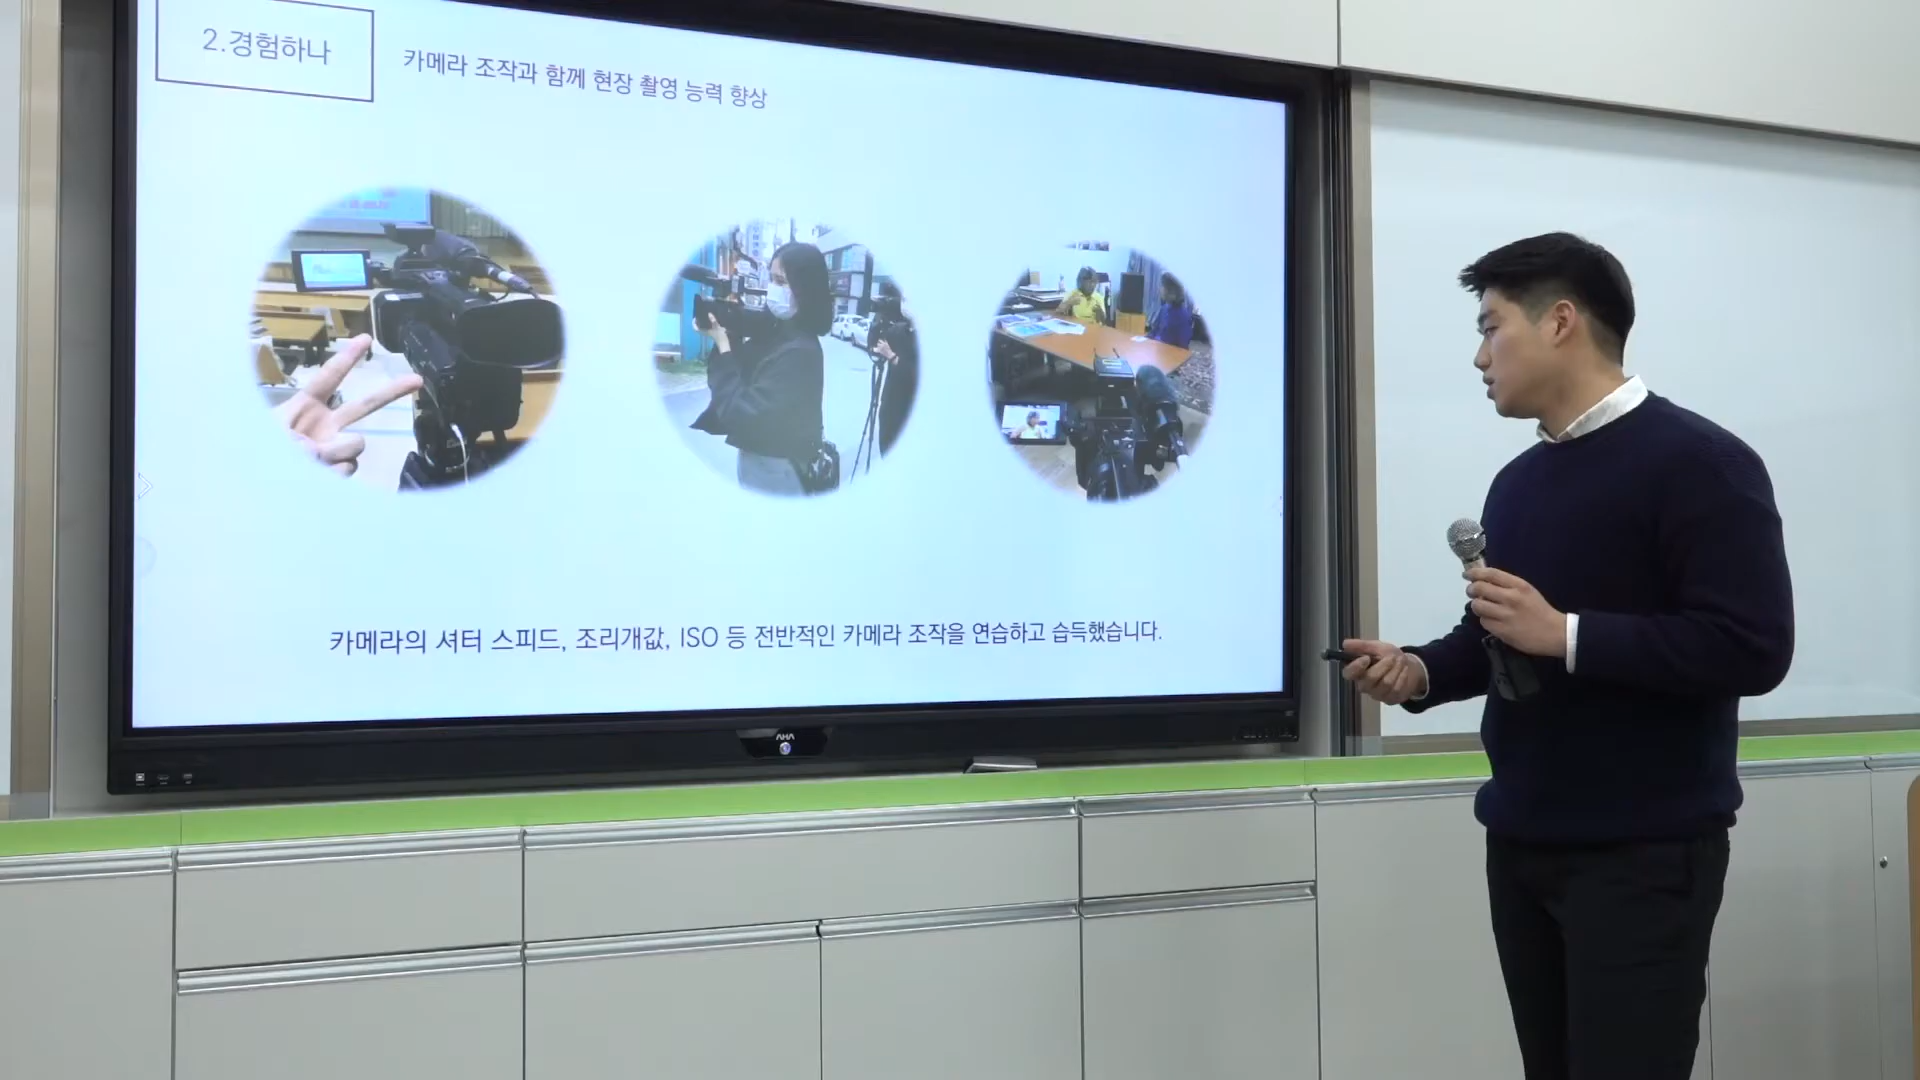 2.경험하나
카메라 조작과 함께 현장 촬영 능력 향상
카메라의 셔터 스피드, 조리개값, ISO 등 전반적인 카메라 조작을 연습하고 습득했습니다.
AHA